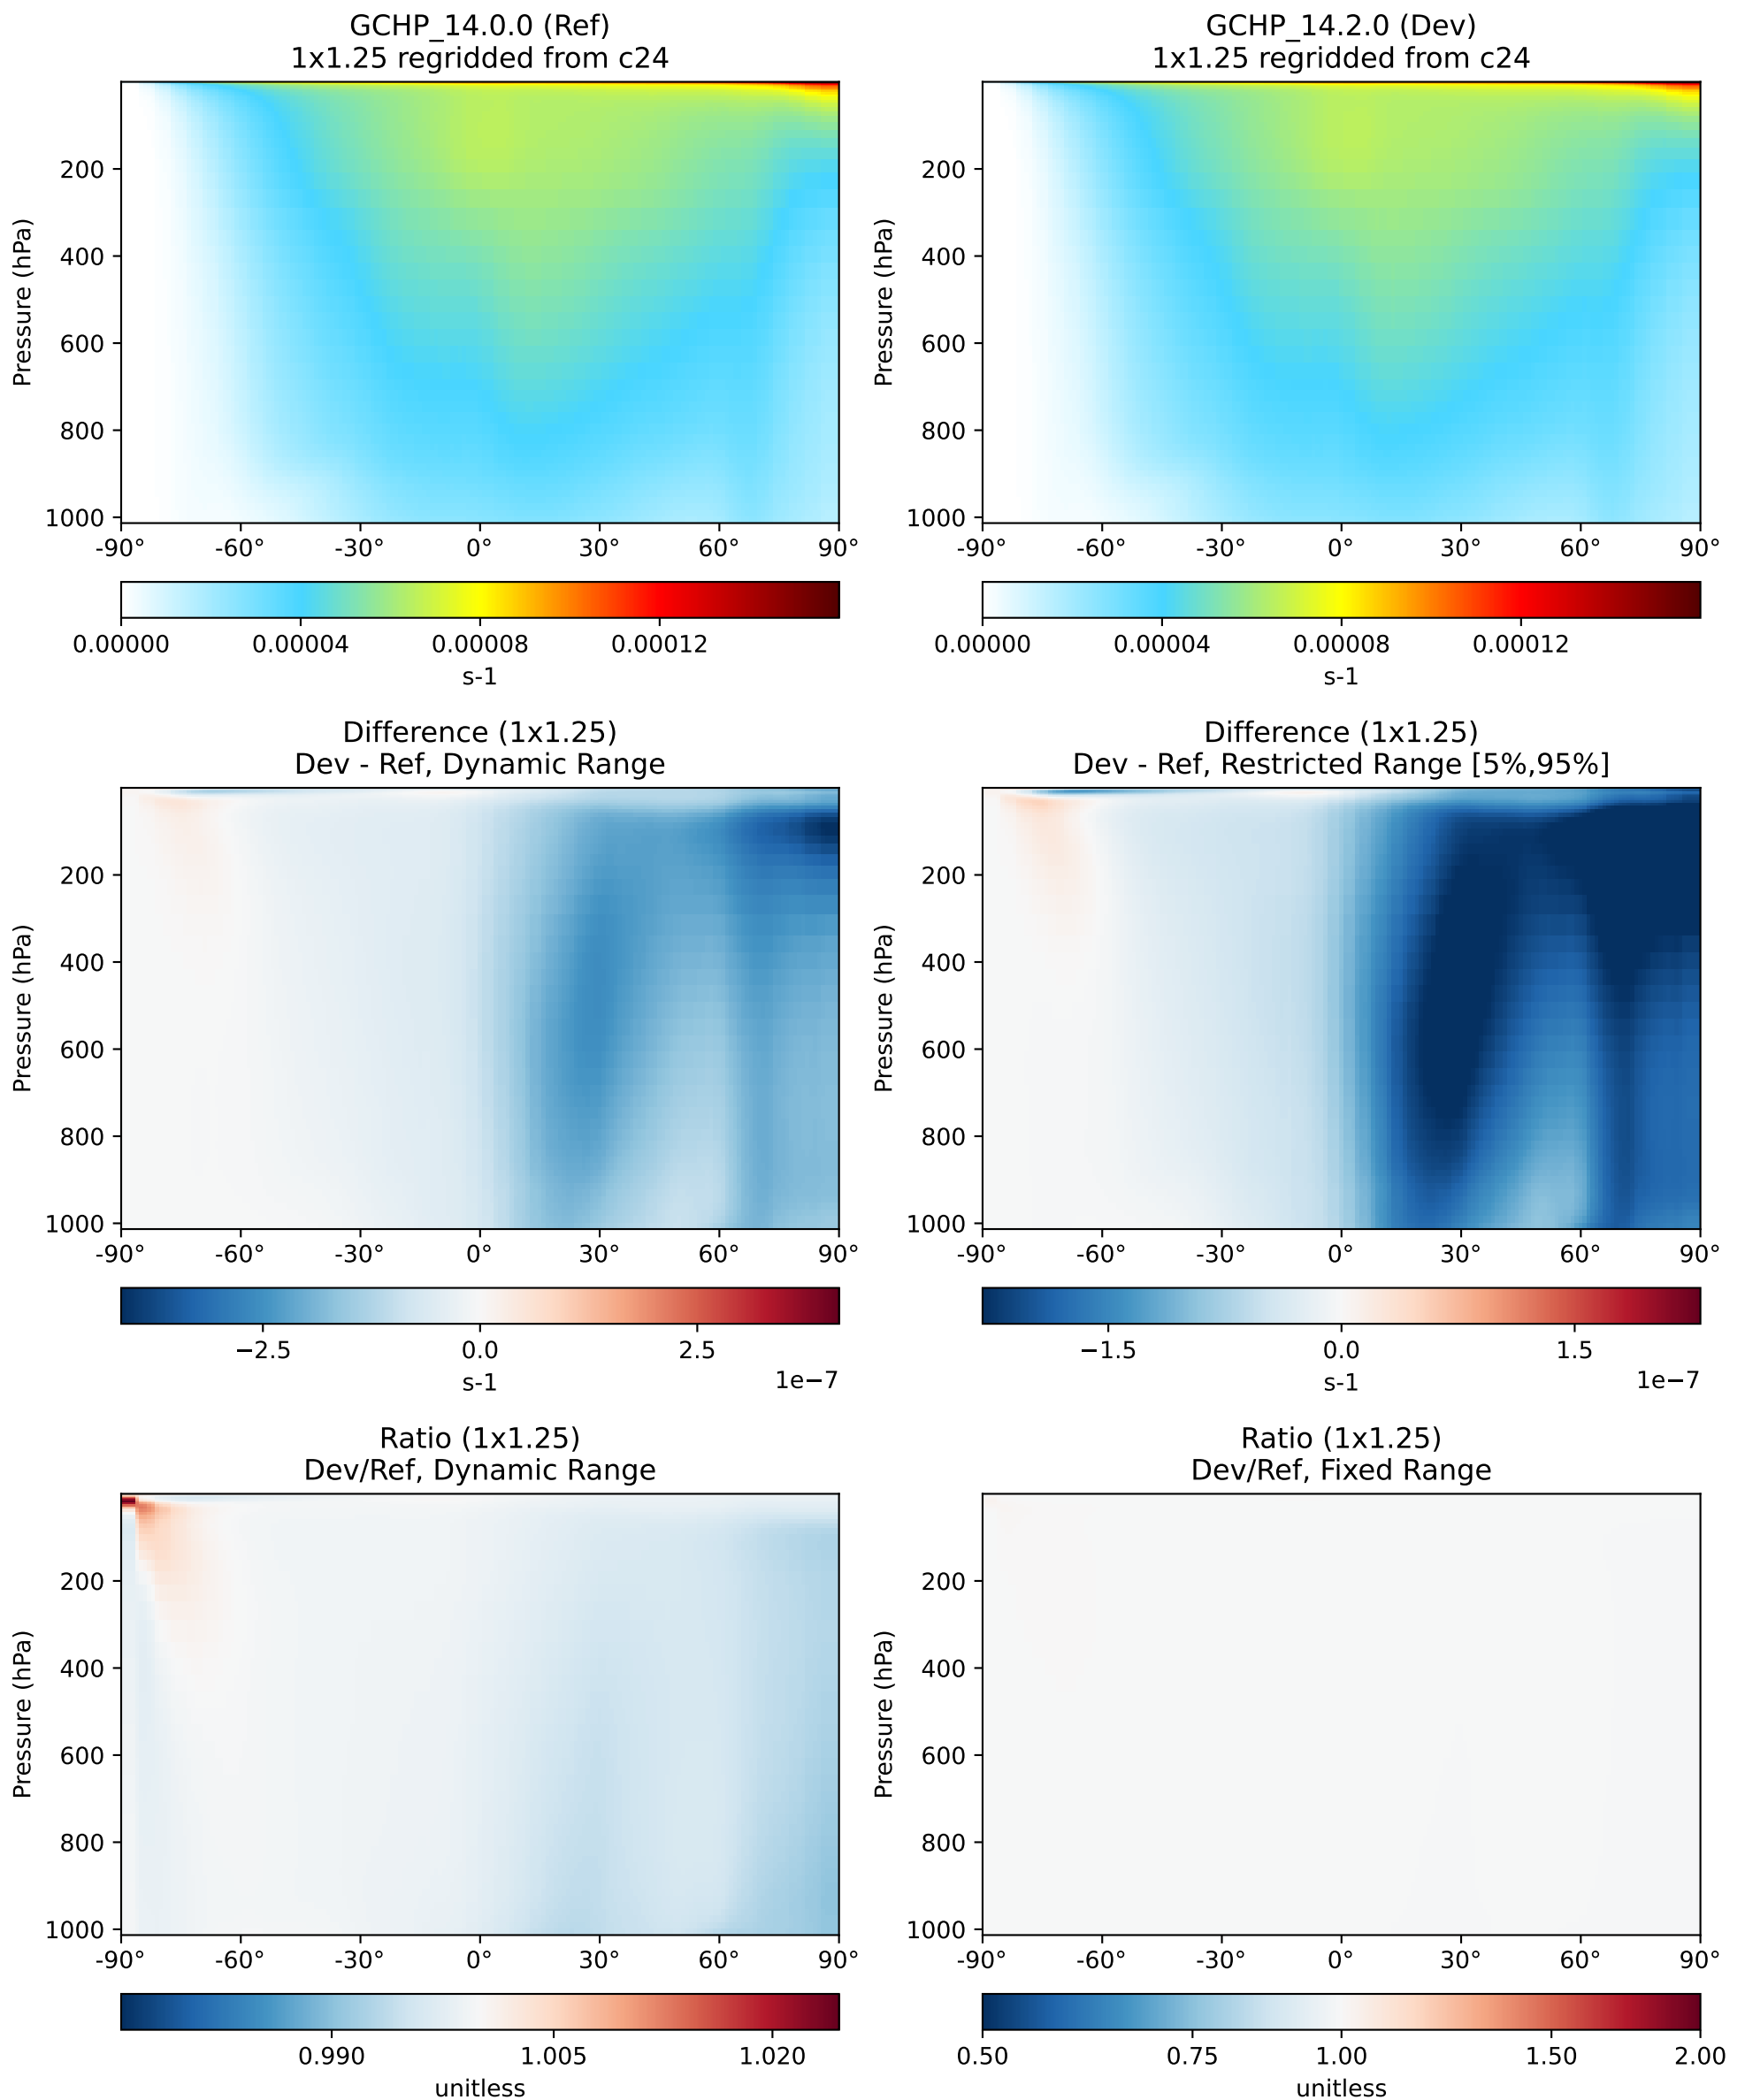 GCHP_14.0.0 (Ref)
1x1.25 regridded from c24
Pressure (hPa)
200
400
600
800
1000
-90° -60° -30° 0° 30° 60° 90°
0.00000 0.00004 0.00008 0.00012
s-1
GCHP_14.2.0 (Dev)
1x1.25 regridded from c24
Pressure (hPa)
200
400
600
800
1000
-90° -60° -30° 0° 30° 60° 90°
0.00000 0.00004 0.00008 0.00012
s-1
Difference (1x1.25)
Dev - Ref, Dynamic Range
Pressure (hPa)
200
400
600
800
1000
-90° -60° -30° 0° 30° 60° 90°
−2.5 0.0 2.5
s-1
1e−7
Difference (1x1.25)
Dev - Ref, Restricted Range [5%,95%]
Pressure (hPa)
200
400
600
800
1000
-90° -60° -30° 0° 30° 60° 90°
−1.5 0.0 1.5
s-1
1e−7
Ratio (1x1.25)
Dev/Ref, Dynamic Range
Pressure (hPa)
200
400
600
800
1000
-90° -60° -30° 0° 30° 60° 90°
0.990 1.005 1.020
unitless
Ratio (1x1.25)
Dev/Ref, Fixed Range
Pressure (hPa)
200
400
600
800
1000
-90° -60° -30° 0° 30° 60° 90°
0.50 0.75 1.00 1.50 2.00
unitless